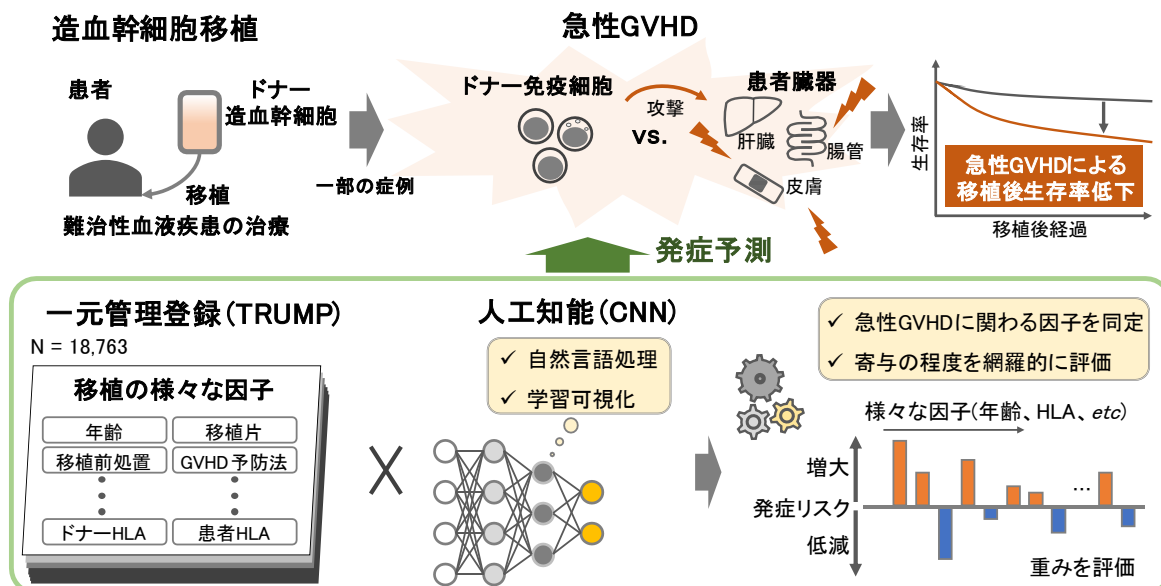 造血幹細胞移植
患者
ドナー
造血幹細胞
移植
難治性血液疾患の治療
一部の症例
急性GVHD
ドナー免疫細胞
攻撃
vs.
患者臓器
肝臓
腸管
皮膚
生存率
急性GVHDによる
移植後生存率低下
移植後経過
発症予測
一元管理登録(TRUMP)
N = 18,763
移植の様々な因子
年齢
移植片
移植前処置
GVHD予防法
ドナーHLA
患者HLA
人工知能(CNN)
✓ 自然言語処理
✓ 学習可視化
✓ 急性GVHDに関わる因子を同定
✓ 寄与の程度を網羅的に評価
様々な因子(年齢、HLA、etc)
増大
発症リスク
低減
...
重みを評価